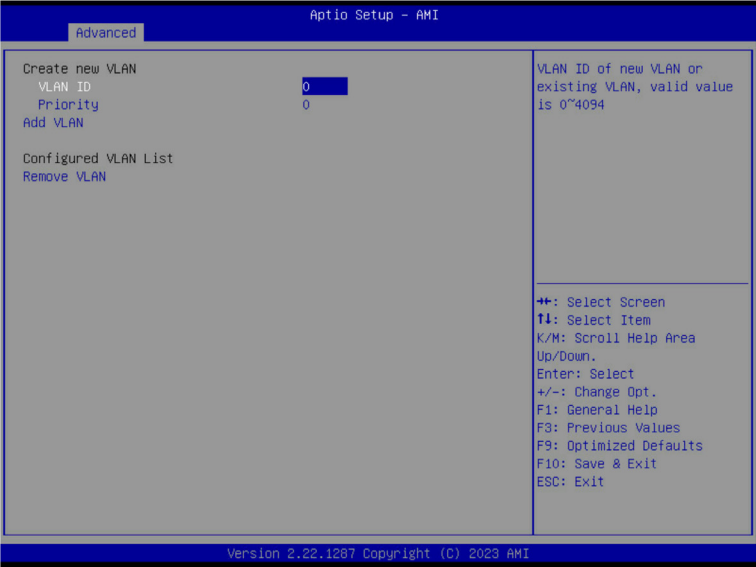 Aptio Setup – AMI
Advanced
Create new VLAN
VLAN ID 0
Priority 0
Add VLAN
Configured VLAN List
Remove VLAN
VLAN ID of new VLAN or
existing VLAN, valid value
is 0~4094
→←: Select Screen
↑↓: Select Item
K/M: Scroll Help Area
Up/Down.
Enter: Select
+/-: Change Opt.
F1: General Help
F3: Previous Values
F9: Optimized Defaults
F10: Save & Exit
ESC: Exit
Version 2.22.1287 Copyright (C) 2023 AMI